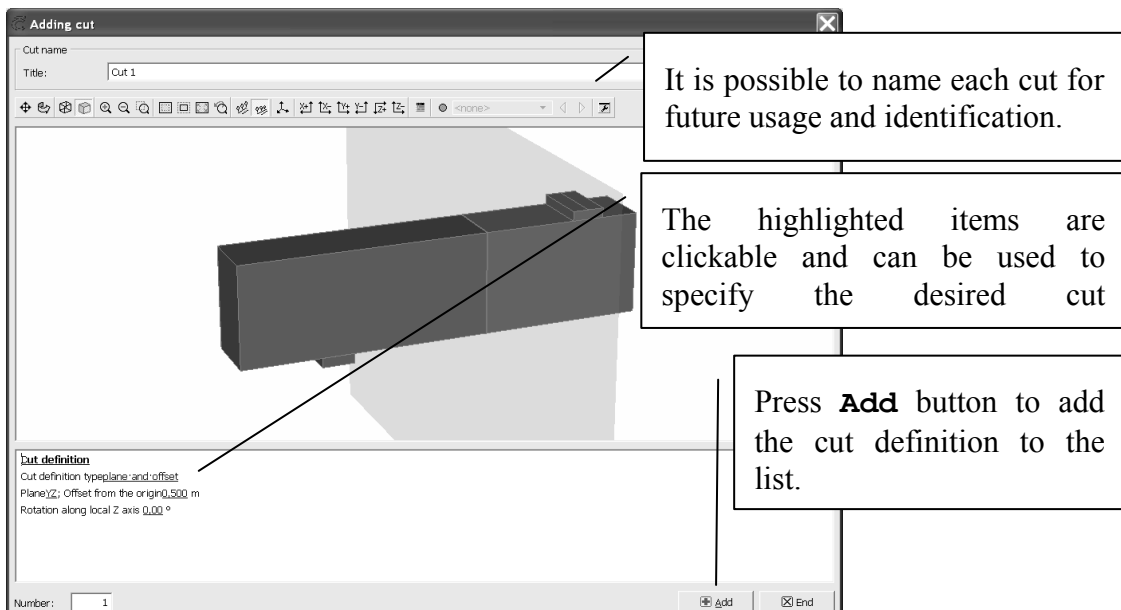 Adding cut
Cut name
Title: Cut 1
<none>
It is possible to name each cut for
future usage and identification.
The highlighted items are
clickable and can be used to
specify the desired cut
Press Add button to add
the cut definition to the
list.
Cut definition
Cut definition typeplane·and·offset
PlaneYZ; Offset from the origin0,500 m
Rotation along local Z axis 0,00 °
Number: 1
Add
End